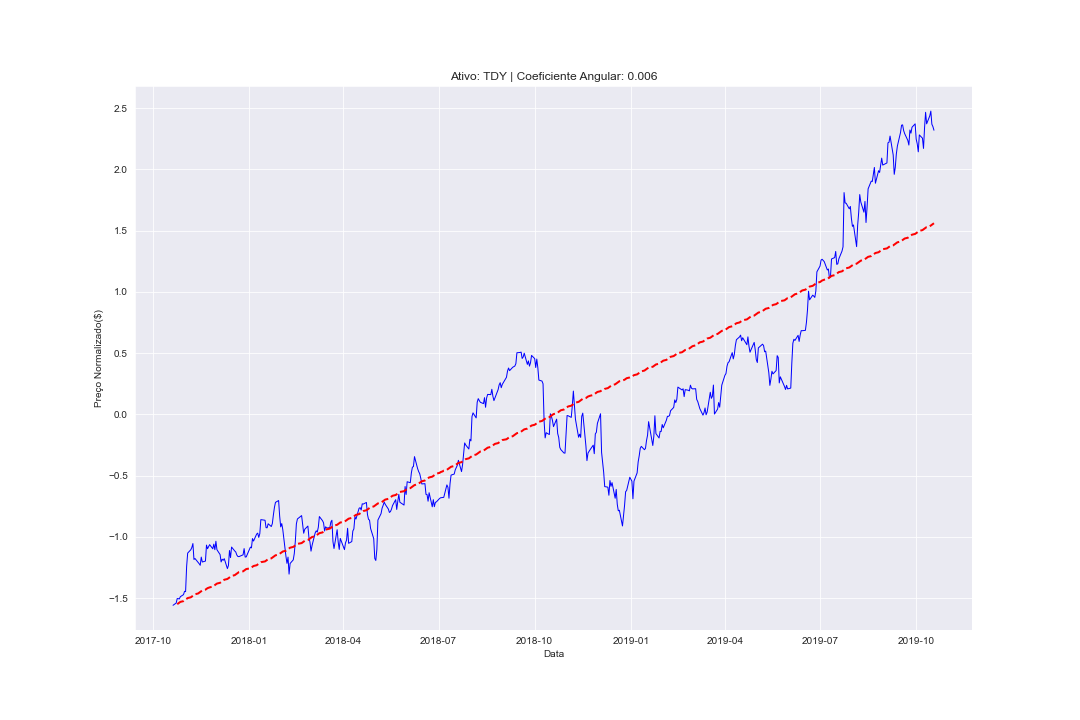 Ativo: TDY | Coeficiente Angular: 0.006
Preço Normalizado($)
2.5
2.0
1.5
1.0
0.5
0.0
−0.5
−1.0
−1.5
2017-10 2018-01 2018-04 2018-07 2018-10 2019-01 2019-04 2019-07 2019-10
Data